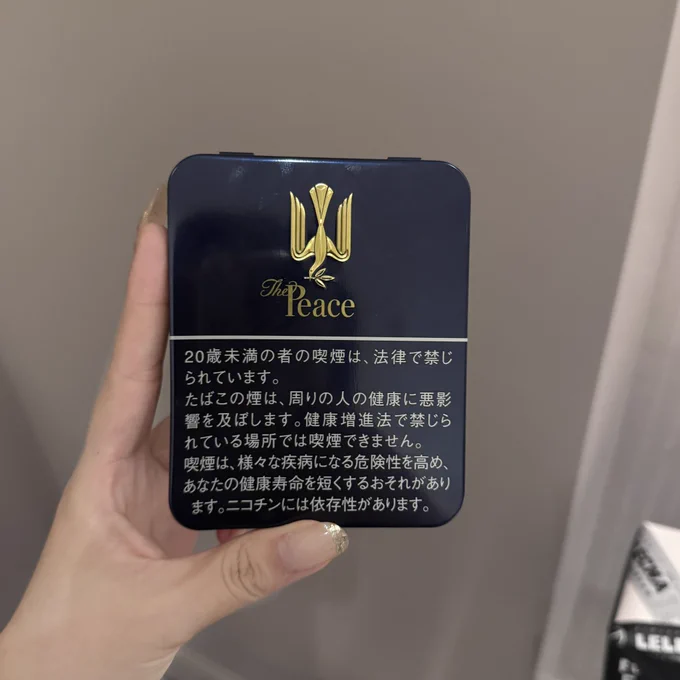 The
Peace
20歳未満の者の喫煙は、法律で禁じ
られています。
たばこの煙は、周りの人の健康に悪影
響を及ぼします。健康増進法で禁じら
れている場所では喫煙できません。
喫煙は、様々な疾病になる危険性を高め、
あなたの健康寿命を短くするおそれがあり
ます。ニコチンには依存性があります。